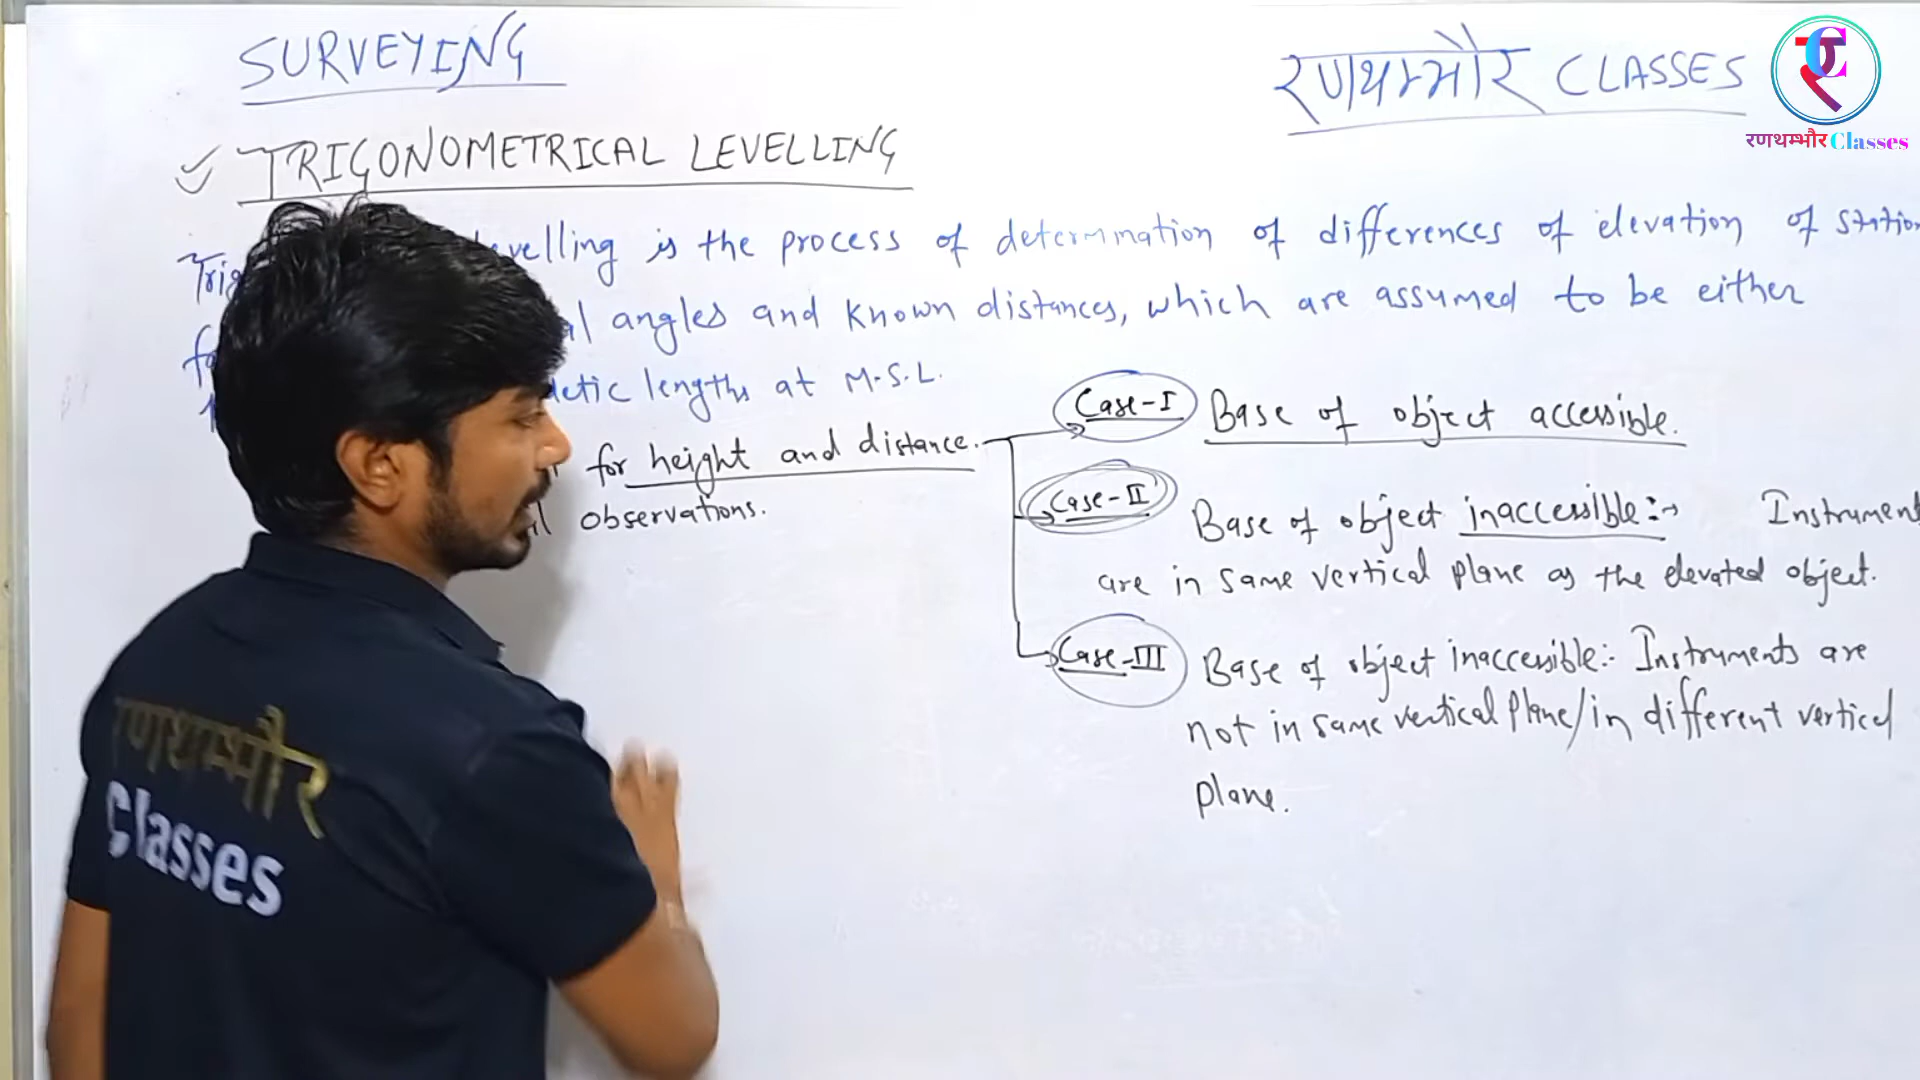 SURVEYING
रणथम्भोर CLASSES
रणथम्भौर Classes
TRIGONOMETRICAL LEVELLING
levelling is the process of determination of differences of elevation of station
angles and known distances, which are assumed to be either
lengths at M.S.L.
for height and distance.
observations.
Case-I Base of object accessible.
Case-II Base of object inaccessible:→ Instrument
are in same vertical plane as the elevated object.
Case-III Base of object inaccessible:- Instruments are
not in same vertical plane/in different vertical
plane.
रणथम्भौर
Classes